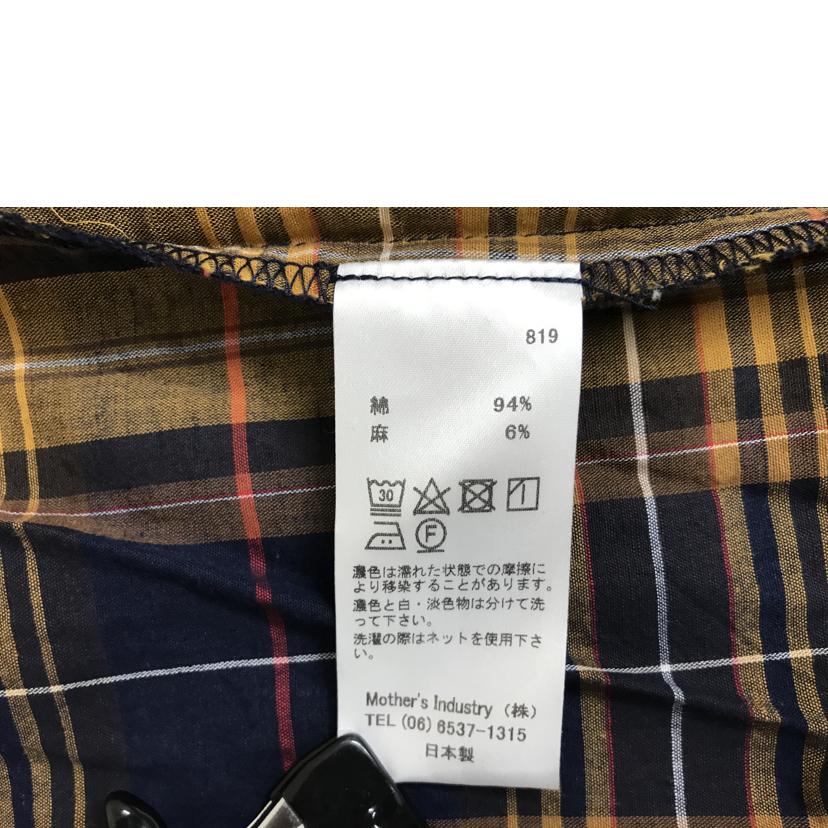 819
綿 94%
麻 6%
30
F
濃色は濡れた状態での摩擦に
より移染することがあります。
濃色と白・淡色物は分けて洗
って下さい。
洗濯の際はネットを使用下さ
い。
Mother's Industry (株)
TEL (06) 6537-1315
日本製